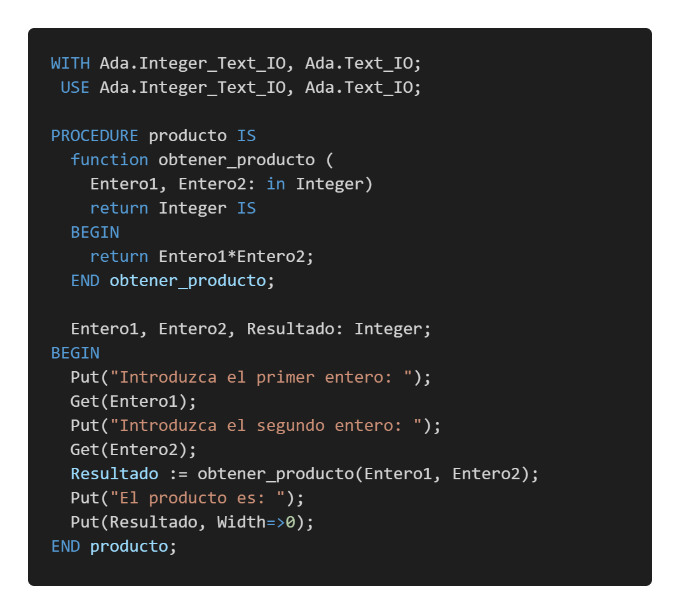 WITH Ada.Integer_Text_IO, Ada.Text_IO;
 USE Ada.Integer_Text_IO, Ada.Text_IO;

PROCEDURE producto IS
  function obtener_producto (
    Entero1, Entero2: in Integer)
    return Integer IS
  BEGIN
    return Entero1*Entero2;
  END obtener_producto;

  Entero1, Entero2, Resultado: Integer;
BEGIN
  Put("Introduzca el primer entero: ");
  Get(Entero1);
  Put("Introduzca el segundo entero: ");
  Get(Entero2);
  Resultado := obtener_producto(Entero1, Entero2);
  Put("El producto es: ");
  Put(Resultado, Width=>0);
END producto;